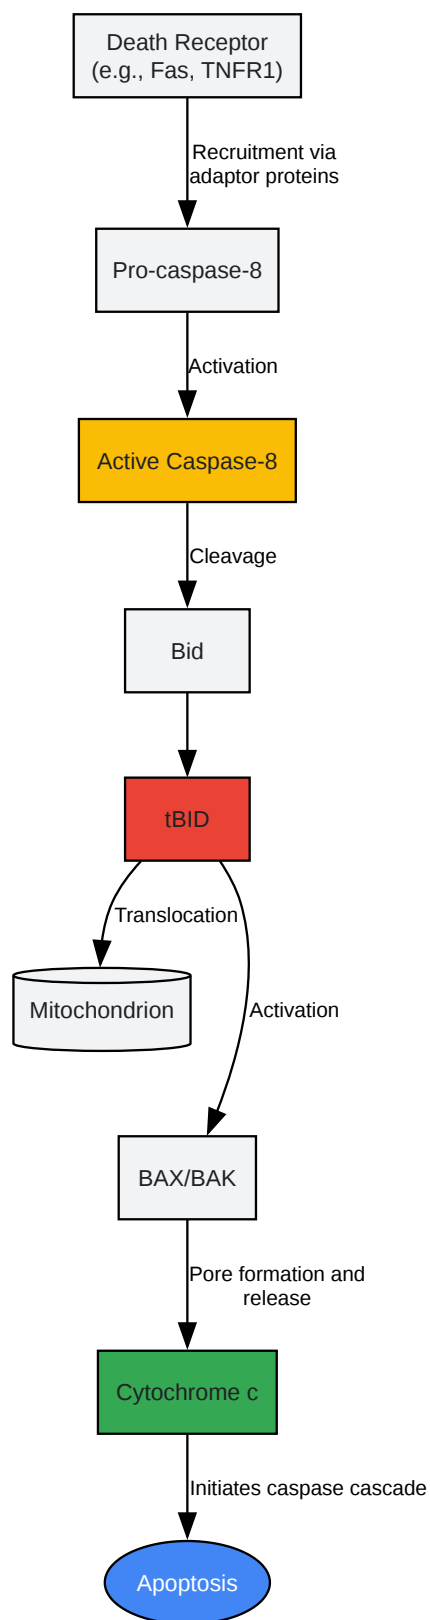 Death Receptor
(e.g., Fas, TNFR1)
Recruitment via
adaptor proteins
Pro-caspase-8
Activation
Active Caspase-8
Cleavage
Bid
tBID
Translocation
Mitochondrion
Activation
BAX/BAK
Pore formation and
release
Cytochrome c
Initiates caspase cascade
Apoptosis